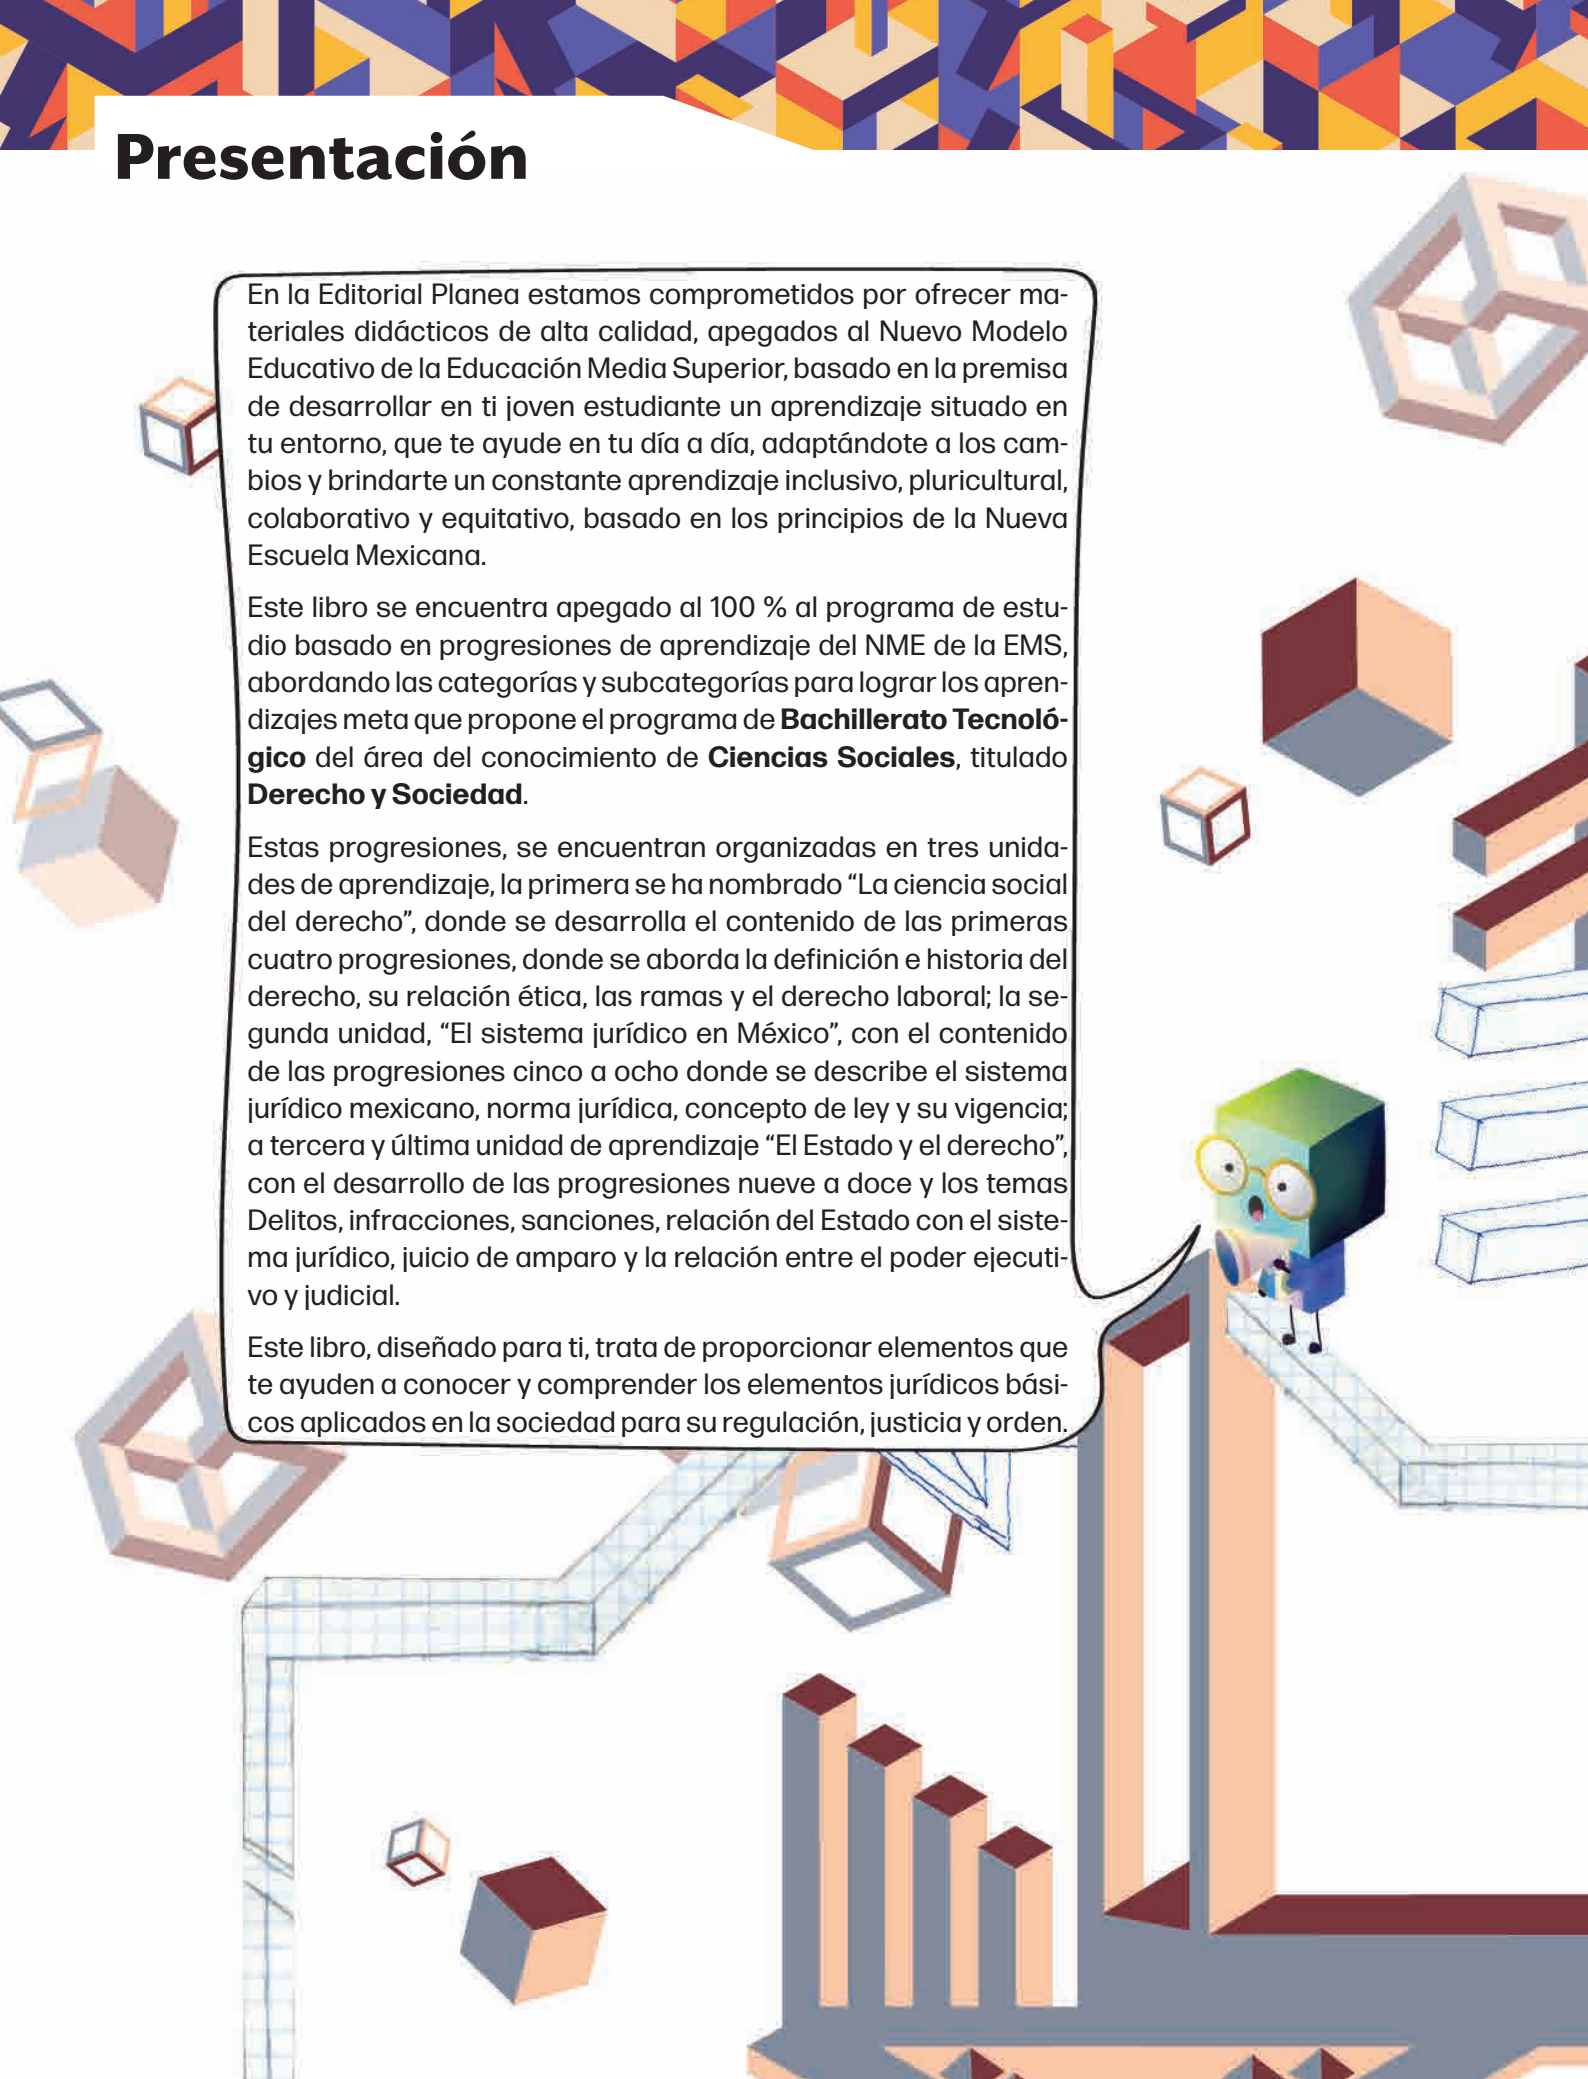 Presentación
En la Editorial Planea estamos comprometidos por ofrecer ma-
teriales didácticos de alta calidad, apegados al Nuevo Modelo
Educativo de la Educación Media Superior, basado en la premisa
de desarrollar en ti joven estudiante un aprendizaje situado en
tu entorno, que te ayude en tu día a día, adaptándote a los cam-
bios y brindarte un constante aprendizaje inclusivo, pluricultural,
colaborativo y equitativo, basado en los principios de la Nueva
Escuela Mexicana.
Este libro se encuentra apegado al 100 % al programa de estu-
dio basado en progresiones de aprendizaje del NME de la EMS,
abordando las categorías y subcategorías para lograr los apren-
dizajes meta que propone el programa de Bachillerato Tecnoló-
gico del área del conocimiento de Ciencias Sociales, titulado
Derecho y Sociedad.
Estas progresiones, se encuentran organizadas en tres unida-
des de aprendizaje, la primera se ha nombrado “La ciencia social
del derecho”, donde se desarrolla el contenido de las primeras
cuatro progresiones, donde se aborda la definición e historia del
derecho, su relación ética, las ramas y el derecho laboral; la se-
gunda unidad, “El sistema jurídico en México”, con el contenido
de las progresiones cinco a ocho donde se describe el sistema
jurídico mexicano, norma jurídica, concepto de ley y su vigencia;
a tercera y última unidad de aprendizaje “El Estado y el derecho”,
con el desarrollo de las progresiones nueve a doce y los temas
Delitos, infracciones, sanciones, relación del Estado con el siste-
ma jurídico, juicio de amparo y la relación entre el poder ejecuti-
vo y judicial.
Este libro, diseñado para ti, trata de proporcionar elementos que
te ayuden a conocer y comprender los elementos jurídicos bási-
cos aplicados en la sociedad para su regulación, justicia y orden.